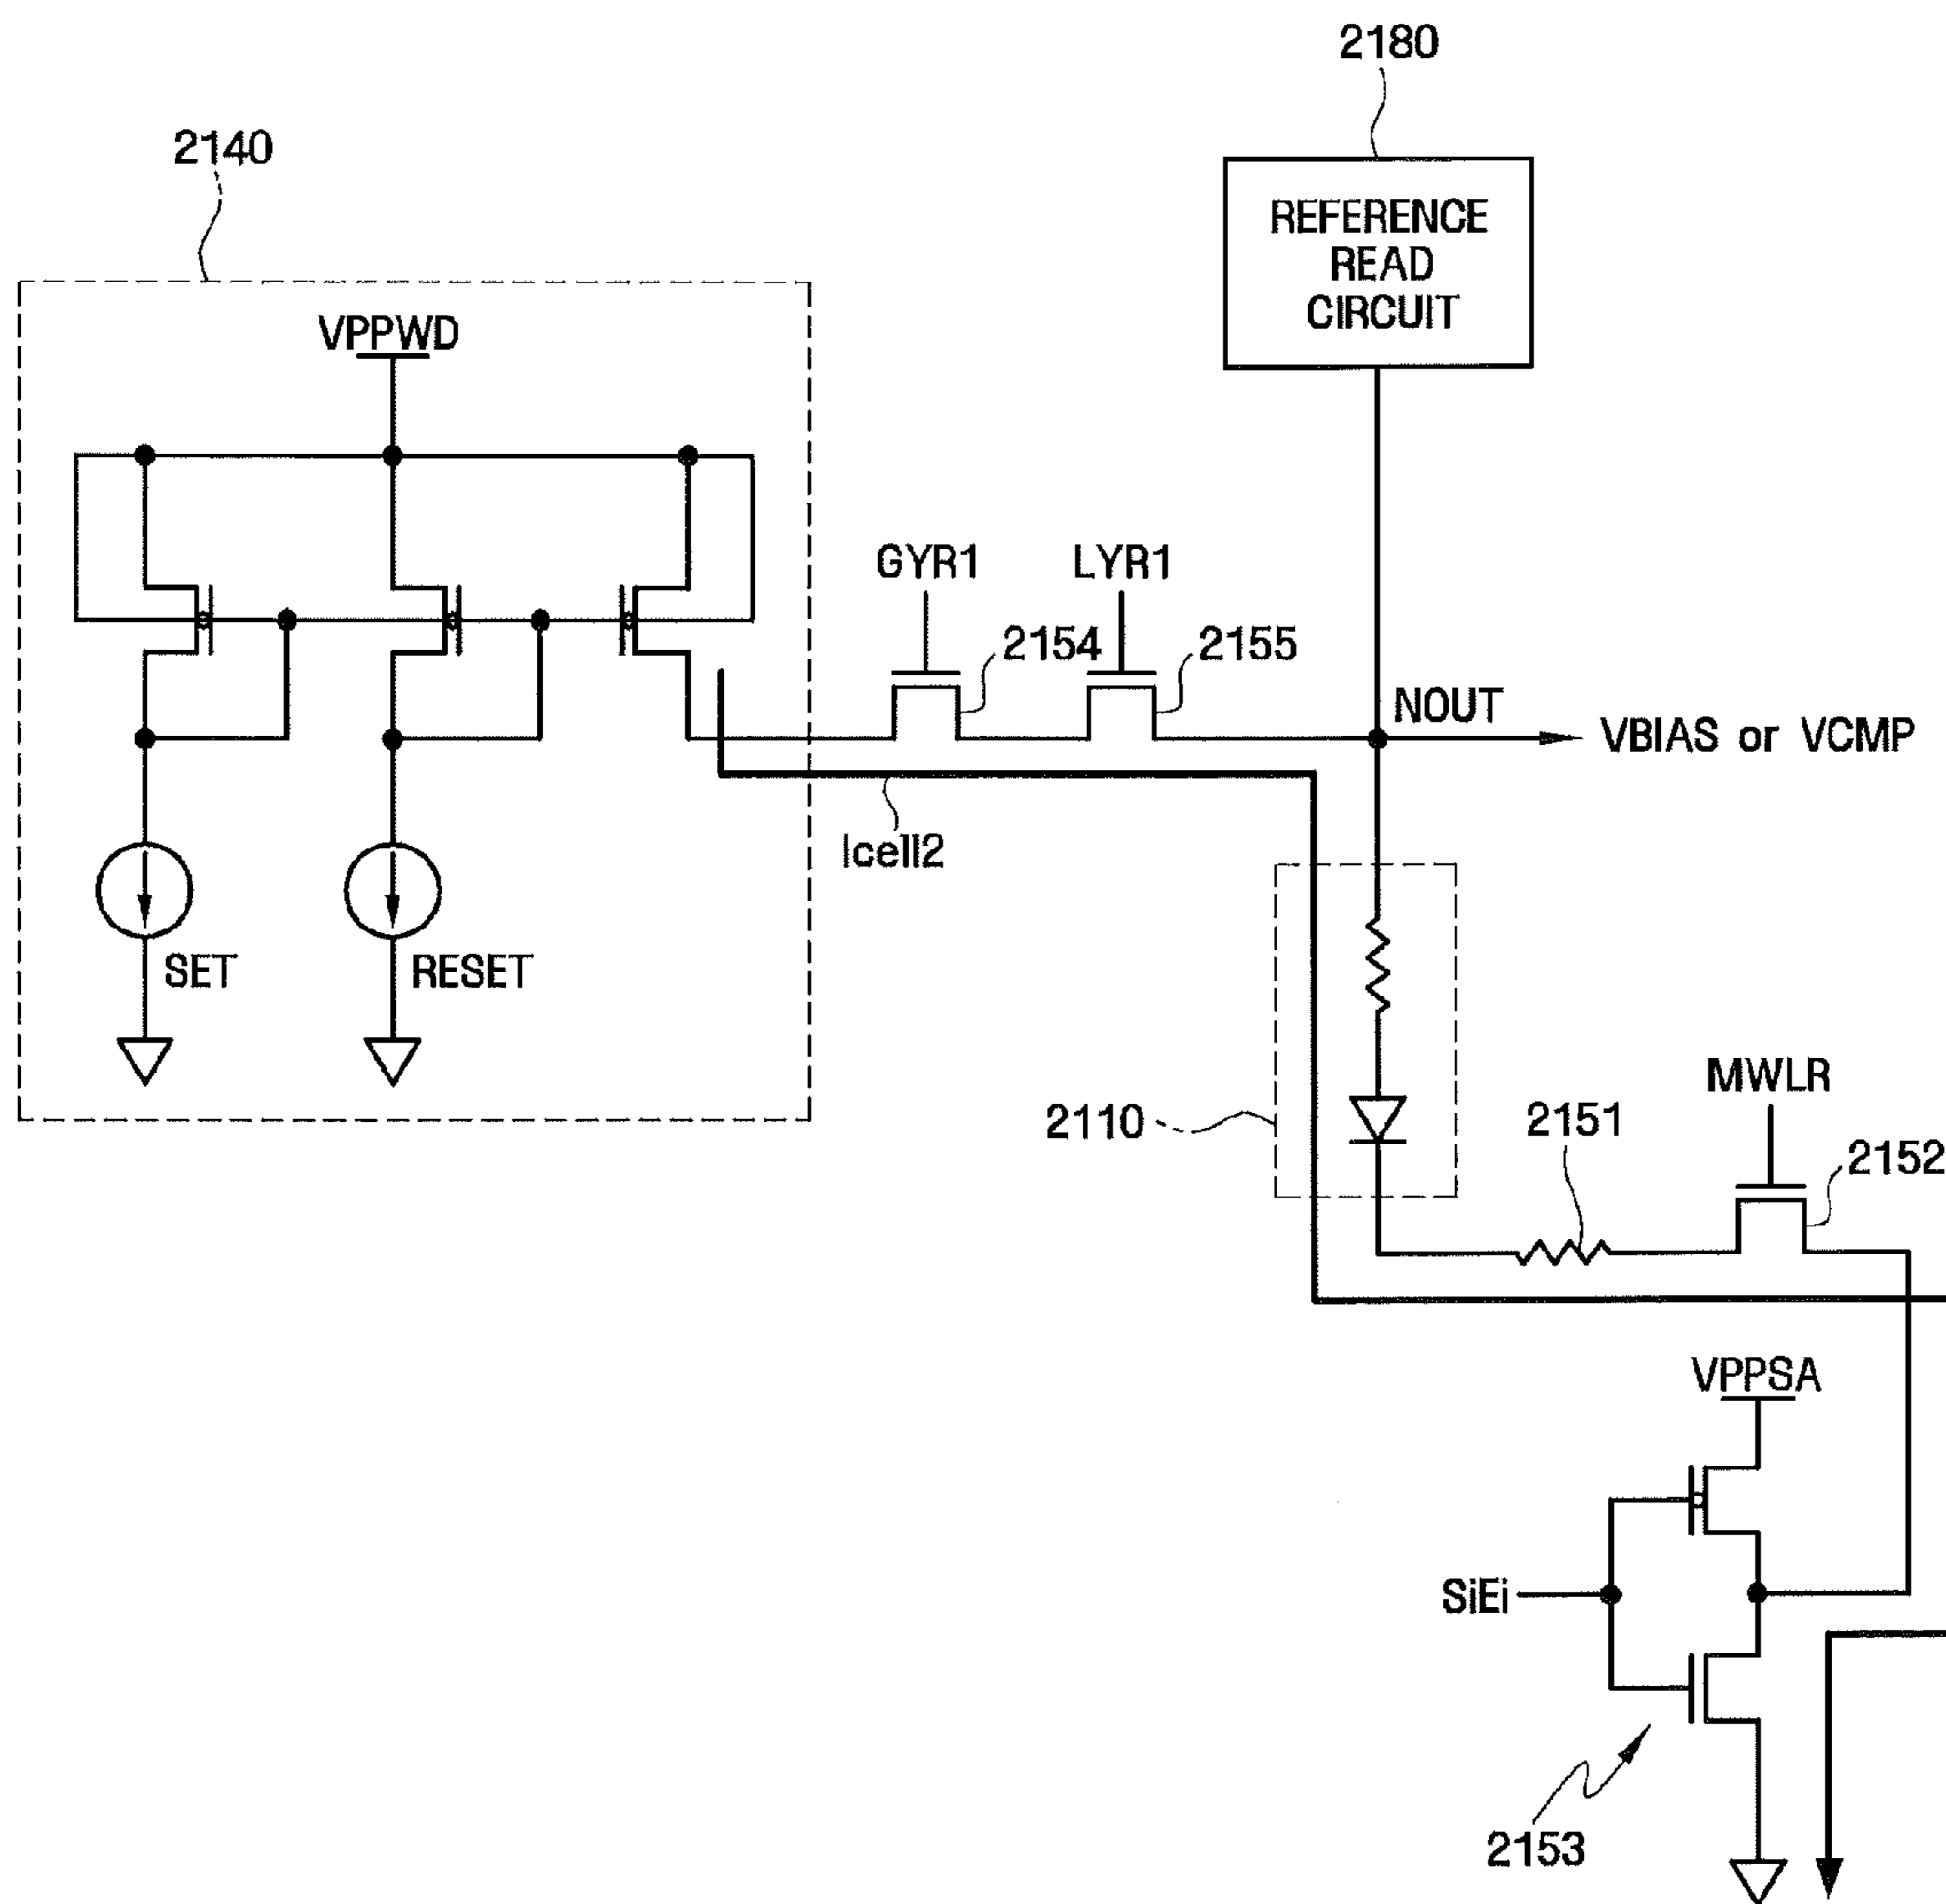 2180
2140
REFERENCE
READ
CIRCUIT
VPPWD
GYR1
LYR1
2154
2155
NOUT
VBIAS or VCMP
Icell2
SET
RESET
MWLR
2110
2151
2152
VPPSA
SiEi
2153